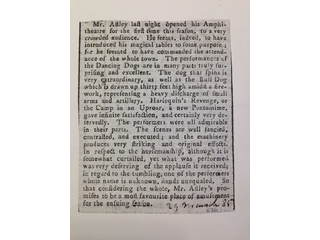 Mr. Astley last night opened his Amphi-
theatre for the first time this season, to a very
crowded audience. He seems, indeed, to have
introduced his magical tables to some purpose;
for he seemed to have commanded the attend-
ance of the whole town. The performances of
the Dancing Dogs are in many parts truly sur-
prising and excellent. The dog that spins is
very extraordinary, as well as the Bull Dog
which is drawn up thirty feet high amidst a fire-
work, representing a heavy discharge of small
arms and artillery. Harlequin's Revenge, or
the Camp in an Uproar, a new Pantomime,
gave infinite satisfaction, and certainly very de-
servedly. The performers were all admirable
in their parts. The scenes are well fancied,
contrasted, and executed; and the machinery
produces very striking and original effects.
In respect to the horsemanship, although it is
somewhat curtailed, yet what was performed
was very deserving of the applause it received;
in regard to the tumbling, one of the performers
whose name is unknown, stands unequaled. So
that considering the whole, Mr. Astley's pro-
mises to be a most favourite place of amusement
for the ensuing season.
29 March 85